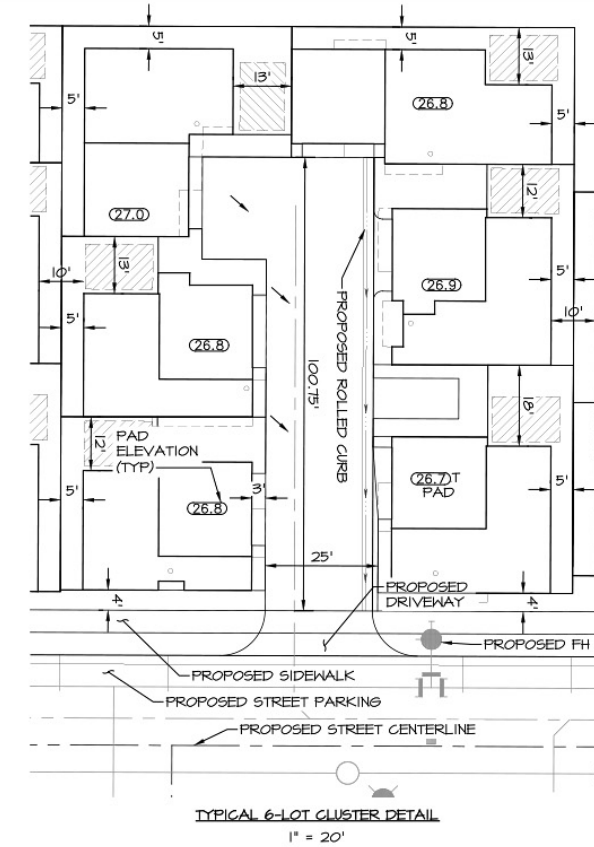 5'
5'
13'
13'
26.8
5'
5'
27.0
12'
10'
13'
5'
26.9
5'
10'
26.8
PROPOSED ROLLED CURB
100.75'
12'
PAD
ELEVATION
(TYP)
18'
5'
26.8
3'
26.7 T
PAD
5'
25'
4'
PROPOSED
DRIVEWAY
4'
PROPOSED FH
PROPOSED SIDEWALK
PROPOSED STREET PARKING
PROPOSED STREET CENTERLINE
TYPICAL 6-LOT CLUSTER DETAIL
1" = 20'